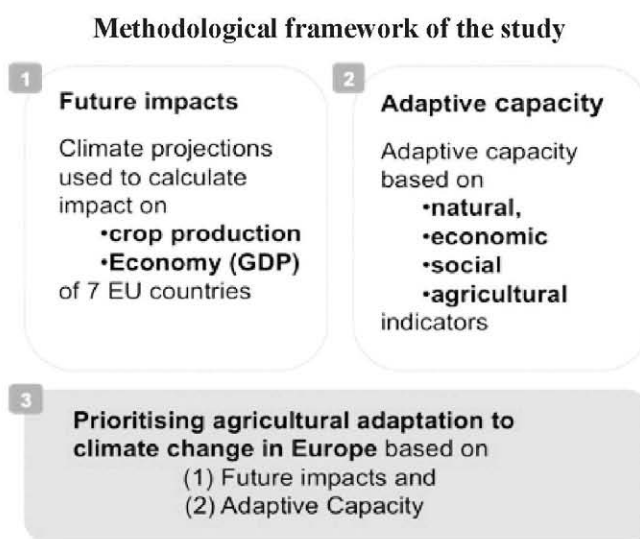 Methodological framework of the study
1
Future impacts
Climate projections
used to calculate
impact on
•crop production
•Economy (GDP)
of 7 EU countries
2
Adaptive capacity
Adaptive capacity
based on
•natural,
•economic
•social
•agricultural
indicators
3
Prioritising agricultural adaptation to
climate change in Europe based on
(1) Future impacts and
(2) Adaptive Capacity